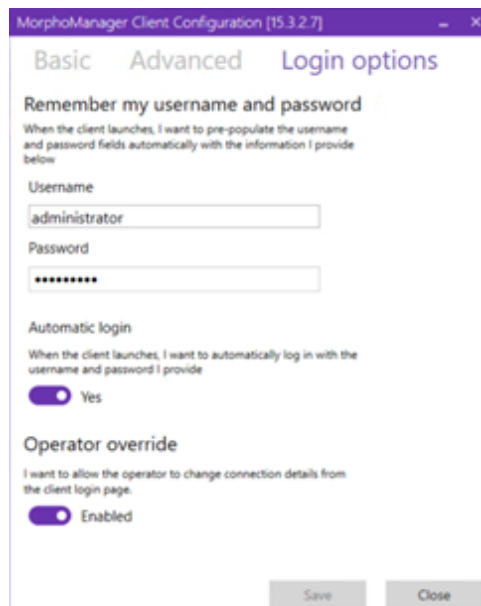 MorphoManager Client Configuration [15.3.2.7]
Basic Advanced Login options
Remember my username and password
When the client launches, I want to pre-populate the username
and password fields automatically with the information I provide
below
Username
administrator
Password
•••••••••
Automatic login
When the client launches, I want to automatically log in with the
username and password I provide
Yes
Operator override
I want to allow the operator to change connection details from
the client login page.
Enabled
Save Close